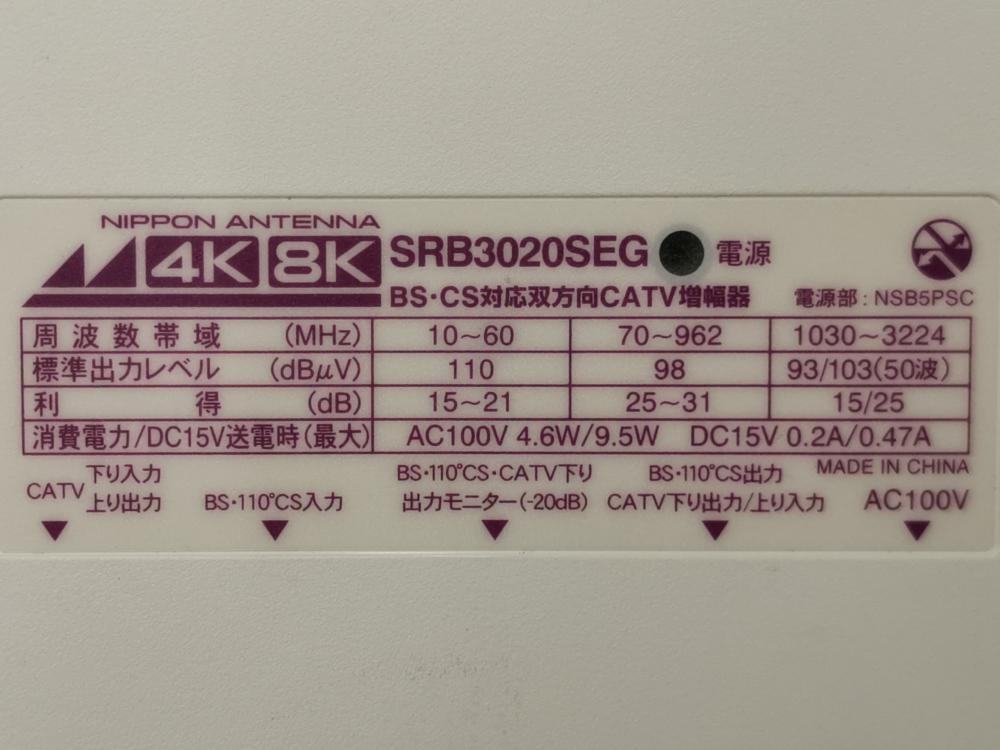 NIPPON ANTENNA
4K 8K SRB3020SEG 電源
BS・CS対応双方向CATV増幅器 電源部：NSB5PSC
周波数帯域 (MHz) 10～60 70～962 1030～3224
標準出力レベル (dBμV) 110 98 93/103(50波)
利得 (dB) 15～21 25～31 15/25
消費電力/DC15V送電時(最大) AC100V 4.6W/9.5W DC15V 0.2A/0.47A
MADE IN CHINA
CATV 下り入力
上り出力
BS・110°CS入力
BS・110°CS・CATV下り
出力モニター(-20dB)
BS・110°CS出力
CATV下り出力/上り入力
AC100V